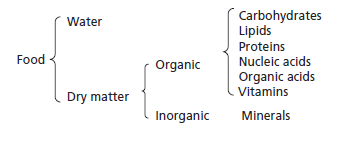 Carbohydrates
Water
Lipids
Proteins
Food
Organic
Nucleic acids
Organic acids
Dry matter
Vitamins
Inorganic
Minerals